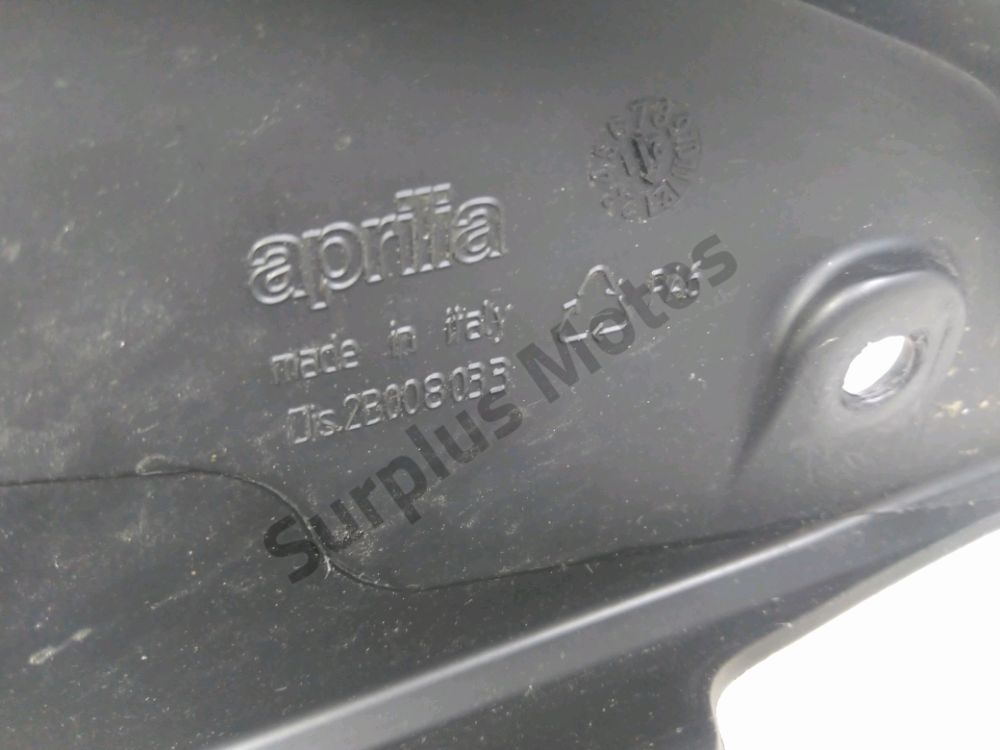 aprilia
made in italy
Dis.2B008033
Surplus Motos